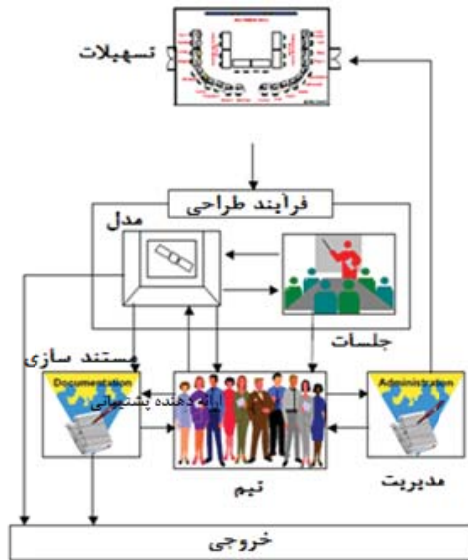 تسهیلات
فرآیند طراحی
مدل
جلسات
مستند سازی
Documentation
ارائه دهنده پشتیبانی
Administration
تیم
مدیریت
خروجی